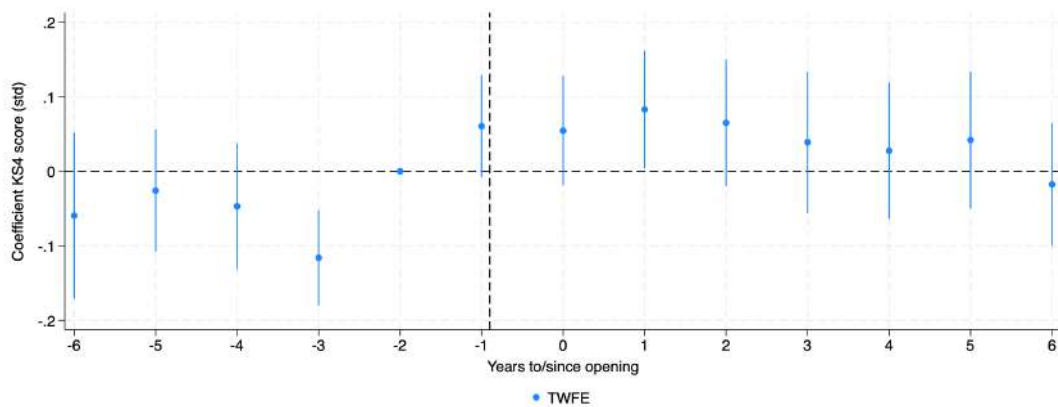 Coefficient KS4 score (std)
.2
.1
0
-.1
-.2
-6 -5 -4 -3 -2 -1 0 1 2 3 4 5 6
Years to/since opening
TWFE